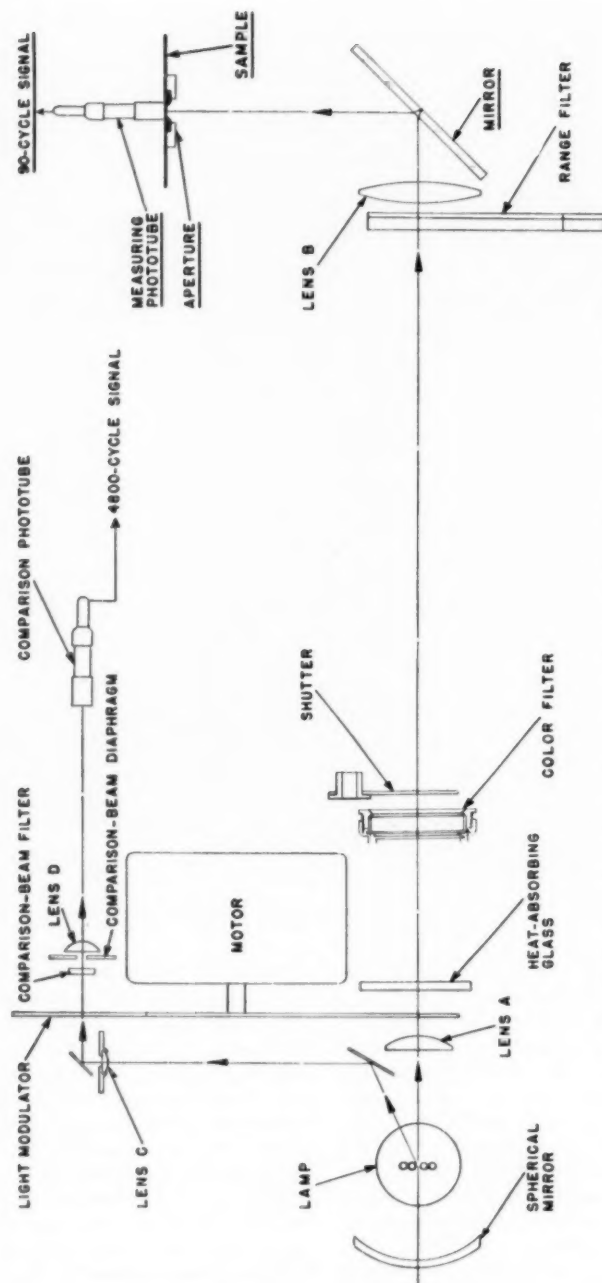 90-CYCLE SIGNAL
MEASURING
PHOTOTUBE
APERTURE
SAMPLE
MIRROR
LENS B
RANGE FILTER
COMPARISON PHOTOTUBE
4800-CYCLE SIGNAL
COMPARISON-BEAM FILTER
LENS D
COMPARISON-BEAM DIAPHRAGM
MOTOR
SHUTTER
COLOR FILTER
HEAT-ABSORBING
GLASS
LIGHT MODULATOR
LENS C
LENS A
LAMP
SPHERICAL
MIRROR